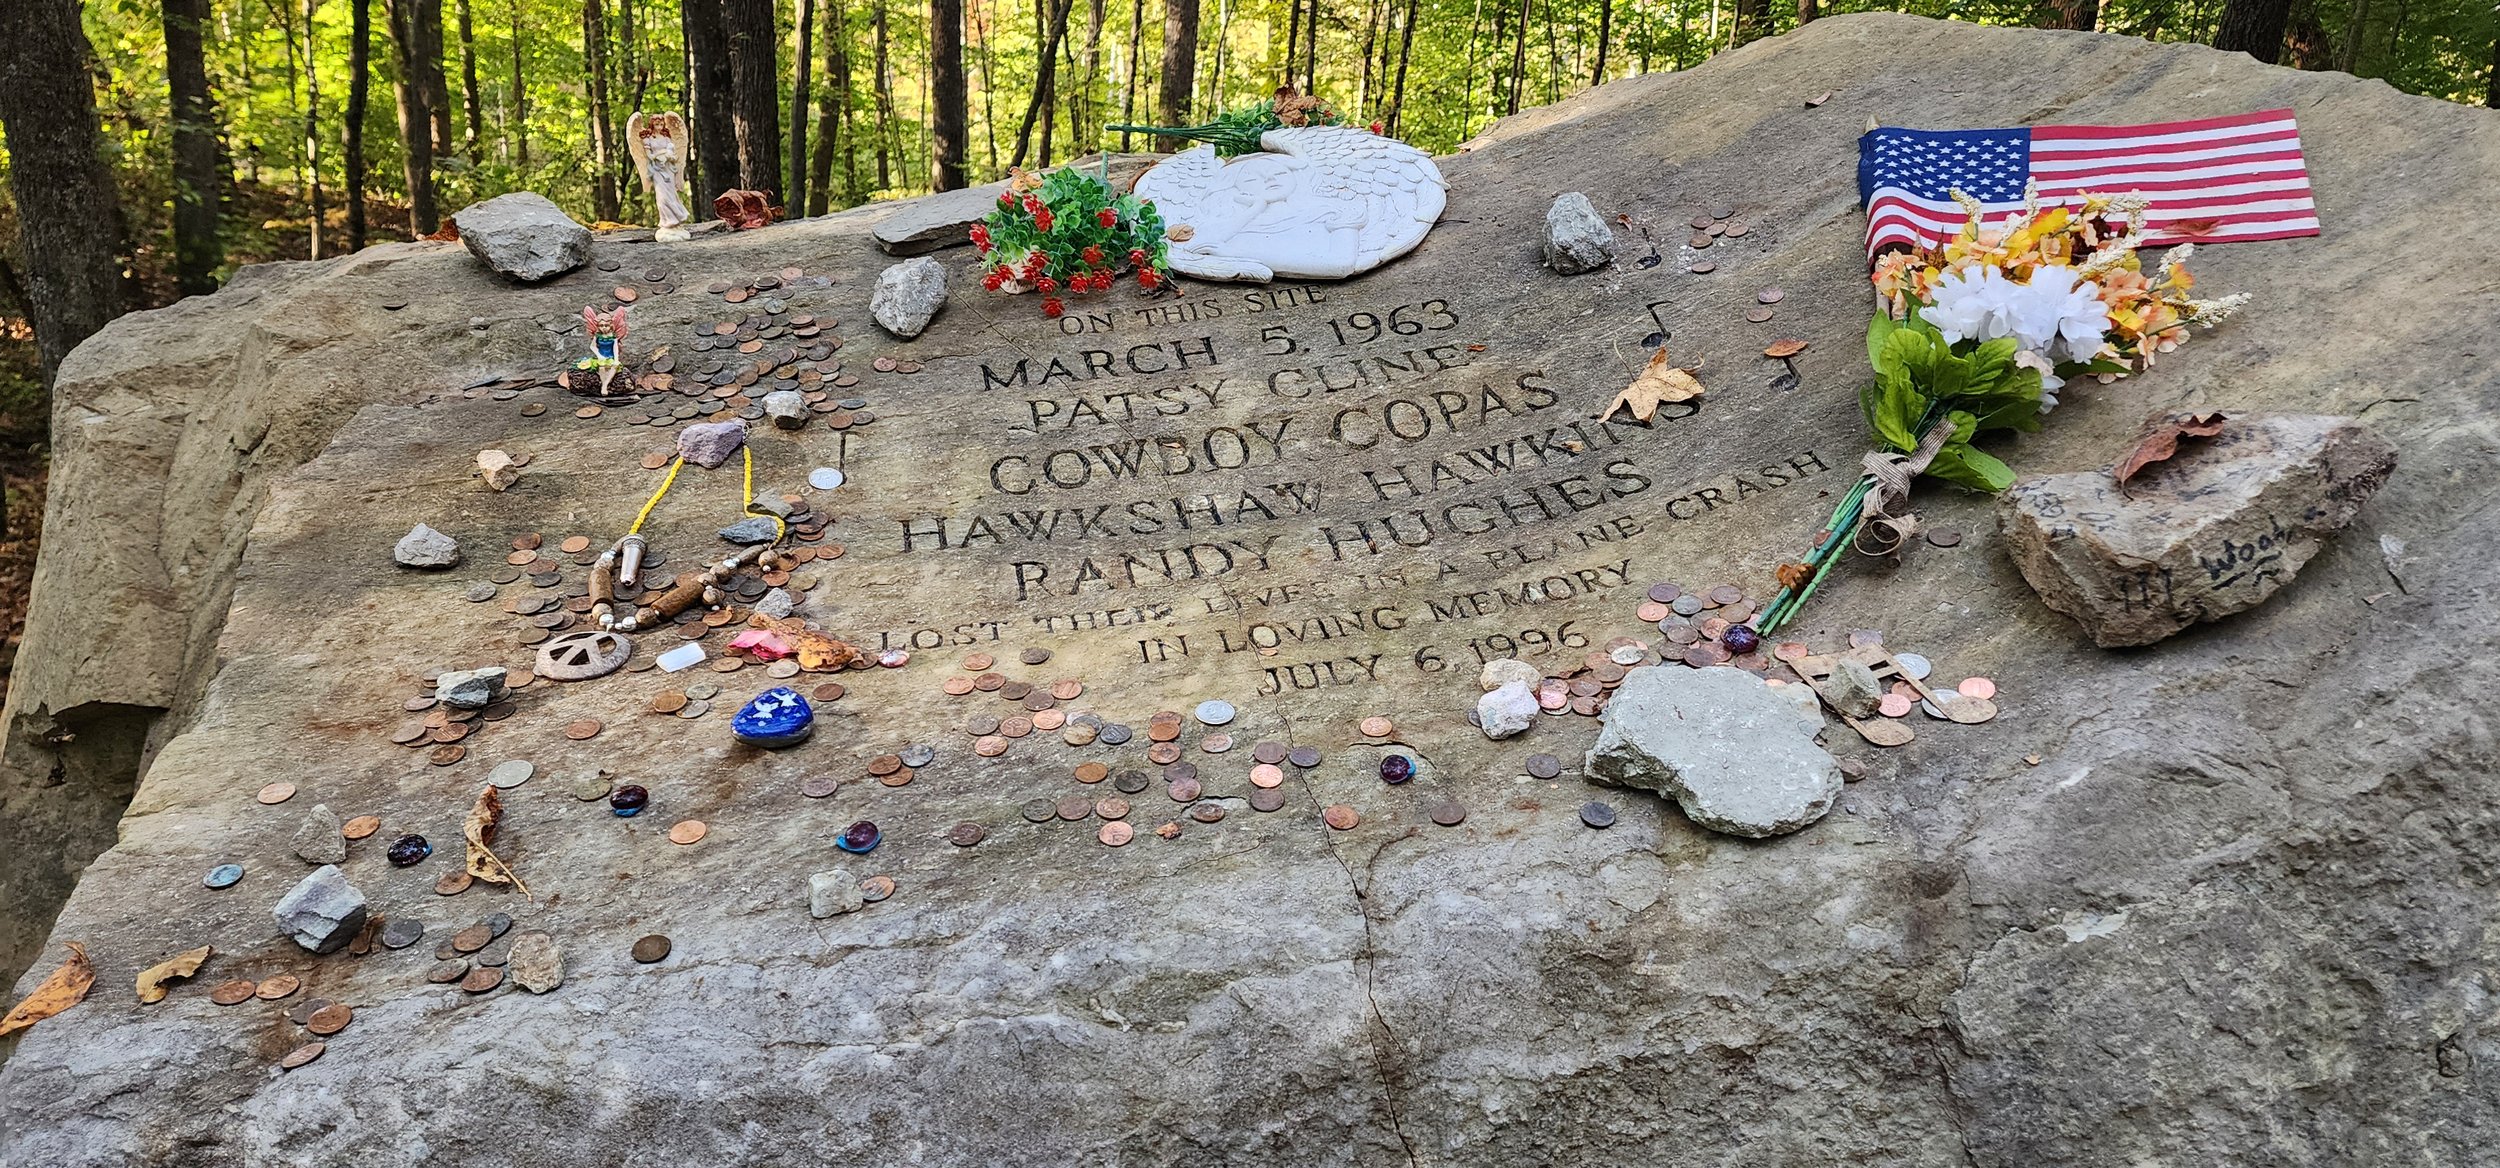 ON THIS SITE
MARCH 5, 1963
PATSY CLINE
COWBOY COPAS
HAWKSHAW HAWKINS
RANDY HUGHES
LOST THEIR LIVES IN A PLANE CRASH
IN LOVING MEMORY
JULY 6, 1996